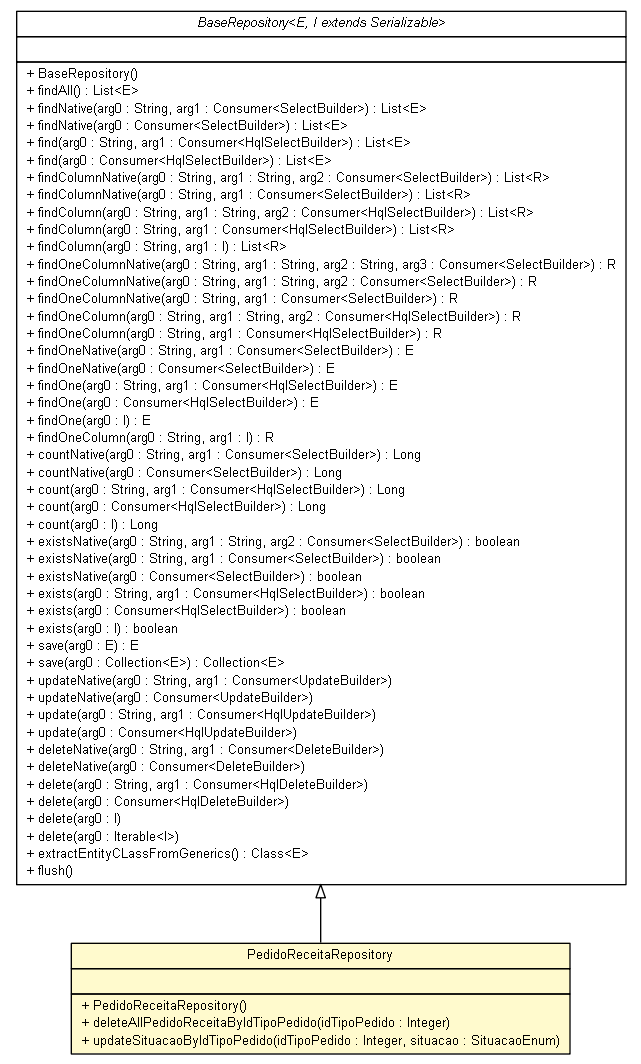 BaseRepository<E, I extends Serializable>
+ BaseRepository()
+ findAll() : List<E>
+ findNative(arg0 : String, arg1 : Consumer<SelectBuilder>) : List<E>
+ findNative(arg0 : Consumer<SelectBuilder>) : List<E>
+ find(arg0 : String, arg1 : Consumer<HqlSelectBuilder>) : List<E>
+ find(arg0 : Consumer<HqlSelectBuilder>) : List<E>
+ findColumnNative(arg0 : String, arg1 : String, arg2 : Consumer<SelectBuilder>) : List<R>
+ findColumnNative(arg0 : String, arg1 : Consumer<SelectBuilder>) : List<R>
+ findColumn(arg0 : String, arg1 : String, arg2 : Consumer<HqlSelectBuilder>) : List<R>
+ findColumn(arg0 : String, arg1 : Consumer<HqlSelectBuilder>) : List<R>
+ findColumn(arg0 : String, arg1 : I) : List<R>
+ findOneColumnNative(arg0 : String, arg1 : String, arg2 : String, arg3 : Consumer<SelectBuilder>) : R
+ findOneColumnNative(arg0 : String, arg1 : String, arg2 : Consumer<SelectBuilder>) : R
+ findOneColumnNative(arg0 : String, arg1 : Consumer<SelectBuilder>) : R
+ findOneColumn(arg0 : String, arg1 : String, arg2 : Consumer<HqlSelectBuilder>) : R
+ findOneColumn(arg0 : String, arg1 : Consumer<HqlSelectBuilder>) : R
+ findOneNative(arg0 : String, arg1 : Consumer<SelectBuilder>) : E
+ findOneNative(arg0 : Consumer<SelectBuilder>) : E
+ findOne(arg0 : String, arg1 : Consumer<HqlSelectBuilder>) : E
+ findOne(arg0 : Consumer<HqlSelectBuilder>) : E
+ findOne(arg0 : I) : E
+ findOneColumn(arg0 : String, arg1 : I) : R
+ countNative(arg0 : String, arg1 : Consumer<SelectBuilder>) : Long
+ countNative(arg0 : Consumer<SelectBuilder>) : Long
+ count(arg0 : String, arg1 : Consumer<HqlSelectBuilder>) : Long
+ count(arg0 : Consumer<HqlSelectBuilder>) : Long
+ count(arg0 : I) : Long
+ existsNative(arg0 : String, arg1 : String, arg2 : Consumer<SelectBuilder>) : boolean
+ existsNative(arg0 : String, arg1 : Consumer<SelectBuilder>) : boolean
+ existsNative(arg0 : Consumer<SelectBuilder>) : boolean
+ exists(arg0 : String, arg1 : Consumer<HqlSelectBuilder>) : boolean
+ exists(arg0 : Consumer<HqlSelectBuilder>) : boolean
+ exists(arg0 : I) : boolean
+ save(arg0 : E) : E
+ save(arg0 : Collection<E>) : Collection<E>
+ updateNative(arg0 : String, arg1 : Consumer<UpdateBuilder>)
+ updateNative(arg0 : Consumer<UpdateBuilder>)
+ update(arg0 : String, arg1 : Consumer<HqlUpdateBuilder>)
+ update(arg0 : Consumer<HqlUpdateBuilder>)
+ deleteNative(arg0 : String, arg1 : Consumer<DeleteBuilder>)
+ deleteNative(arg0 : Consumer<DeleteBuilder>)
+ delete(arg0 : String, arg1 : Consumer<HqlDeleteBuilder>)
+ delete(arg0 : Consumer<HqlDeleteBuilder>)
+ delete(arg0 : I)
+ delete(arg0 : Iterable<I>)
+ extractEntityCLassFromGenerics() : Class<E>
+ flush()
PedidoReceitaRepository
+ PedidoReceitaRepository()
+ deleteAllPedidoReceitaByIdTipoPedido(idTipoPedido : Integer)
+ updateSituacaoByIdTipoPedido(idTipoPedido : Integer, situacao : SituacaoEnum)